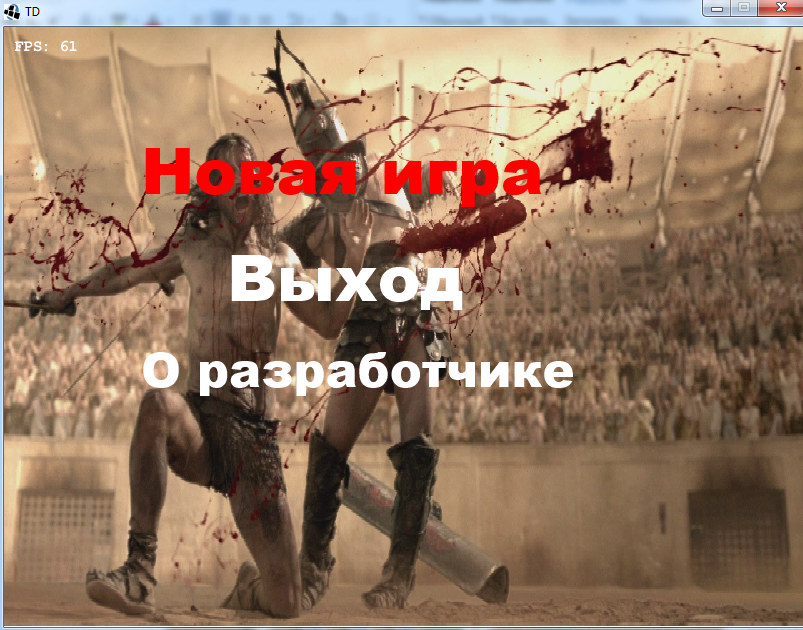 TD
FPS: 61
Новая игра
Выход
О разработчике